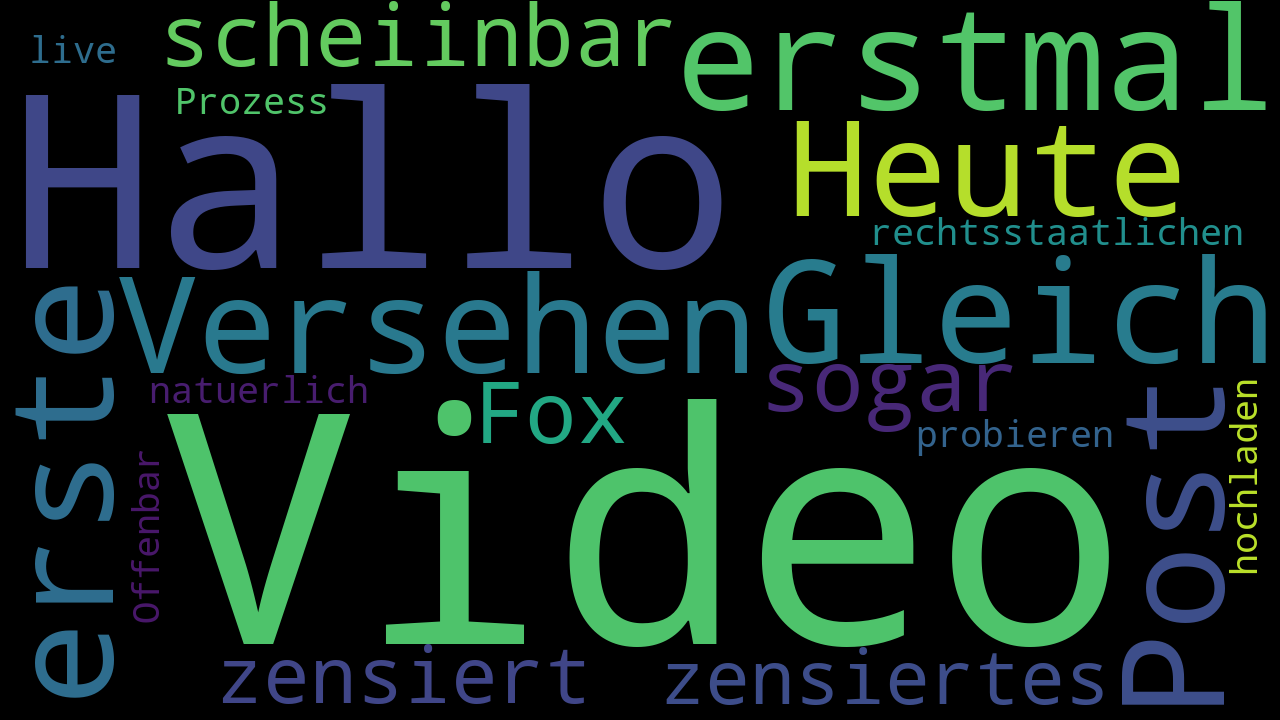 live
scheiinbar
erstmal
Prozess
Hallo
Heute
rechtsstaatlichen
erste
Versehen
Gleich
natuerlich
Fox
sogar
probieren
Post
hochladen
Offenbar
Video
zensiert
zensiertes